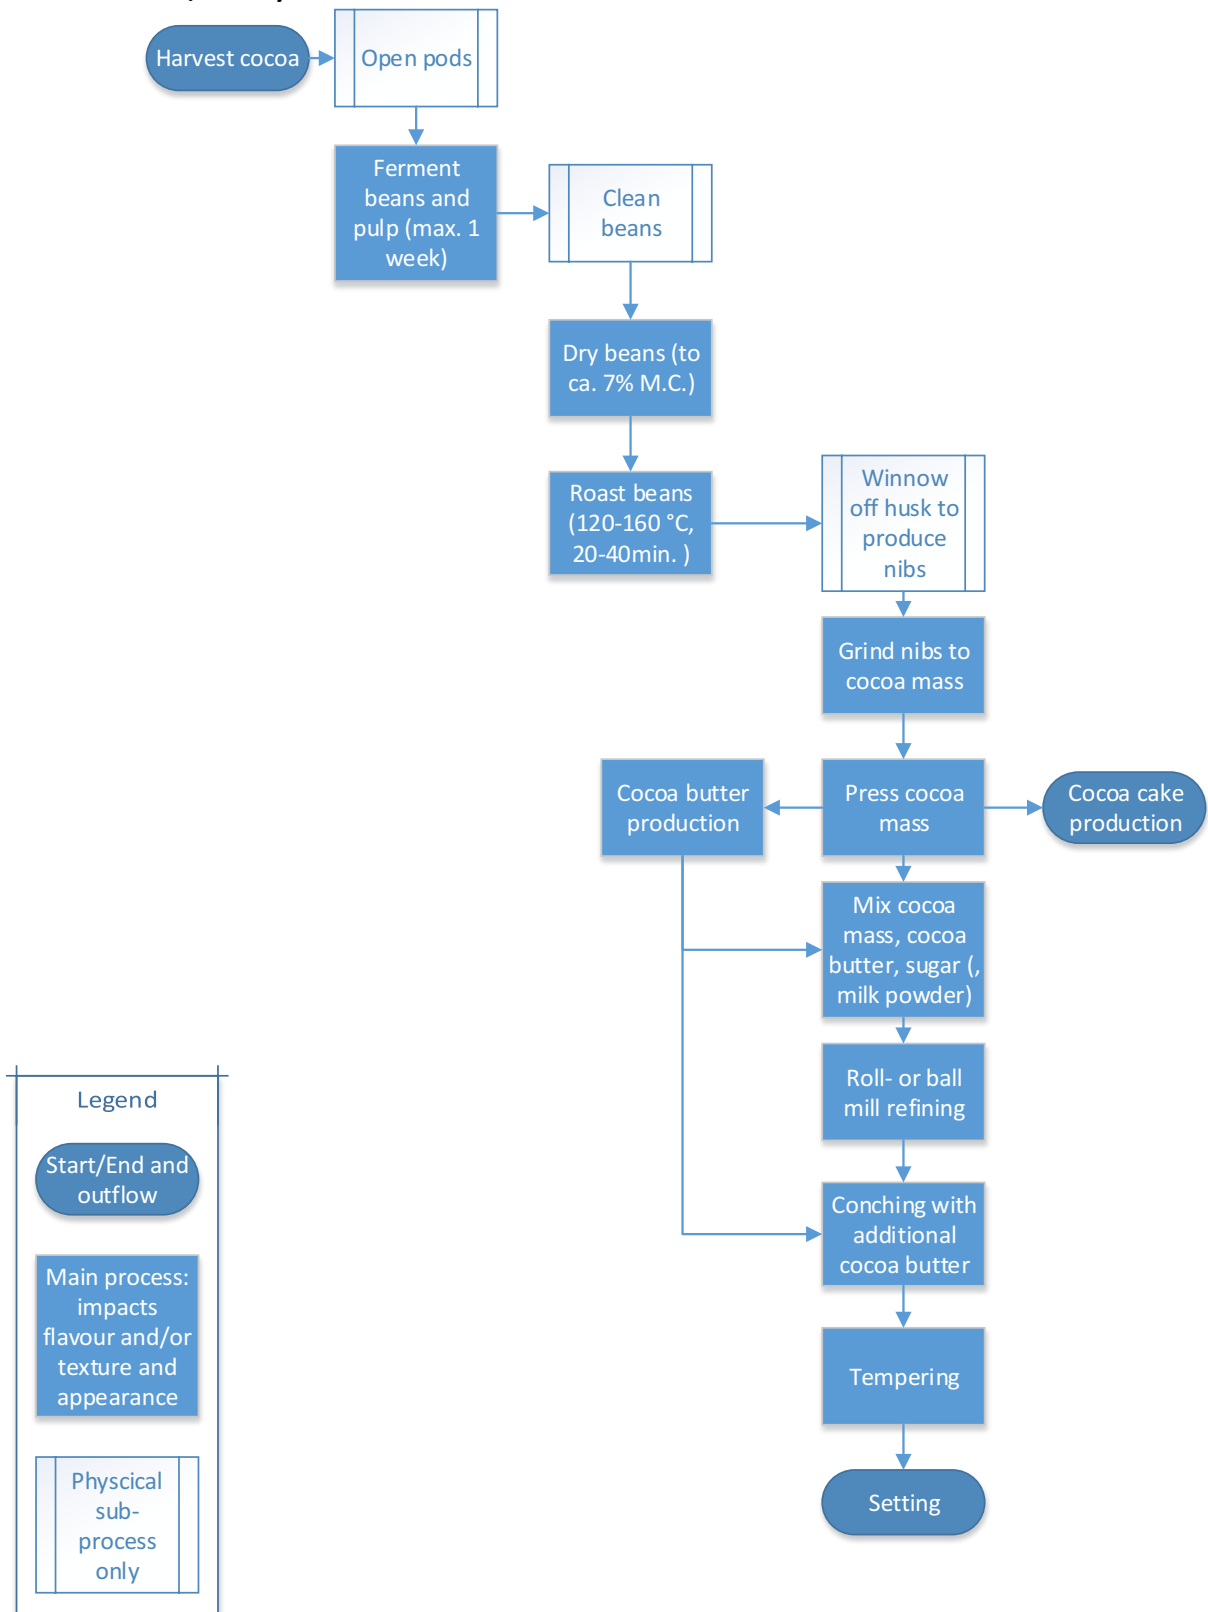 Harvest cocoa
Open pods
Ferment
beans and
pulp (max. 1
week)
Clean
beans
Dry beans (to
ca. 7% M.C.)
Roast beans
(120-160 °C,
20-40min. )
Winnow
off husk to
produce
nibs
Grind nibs to
cocoa mass
Cocoa butter
production
Press cocoa
mass
Cocoa cake
production
Mix cocoa
mass, cocoa
butter, sugar (,
milk powder)
Roll- or ball
mill refining
Conching with
additional
cocoa butter
Tempering
Setting
Legend
Start/End and
outflow
Main process:
impacts
flavour and/or
texture and
appearance
Physcical
sub-
process
only